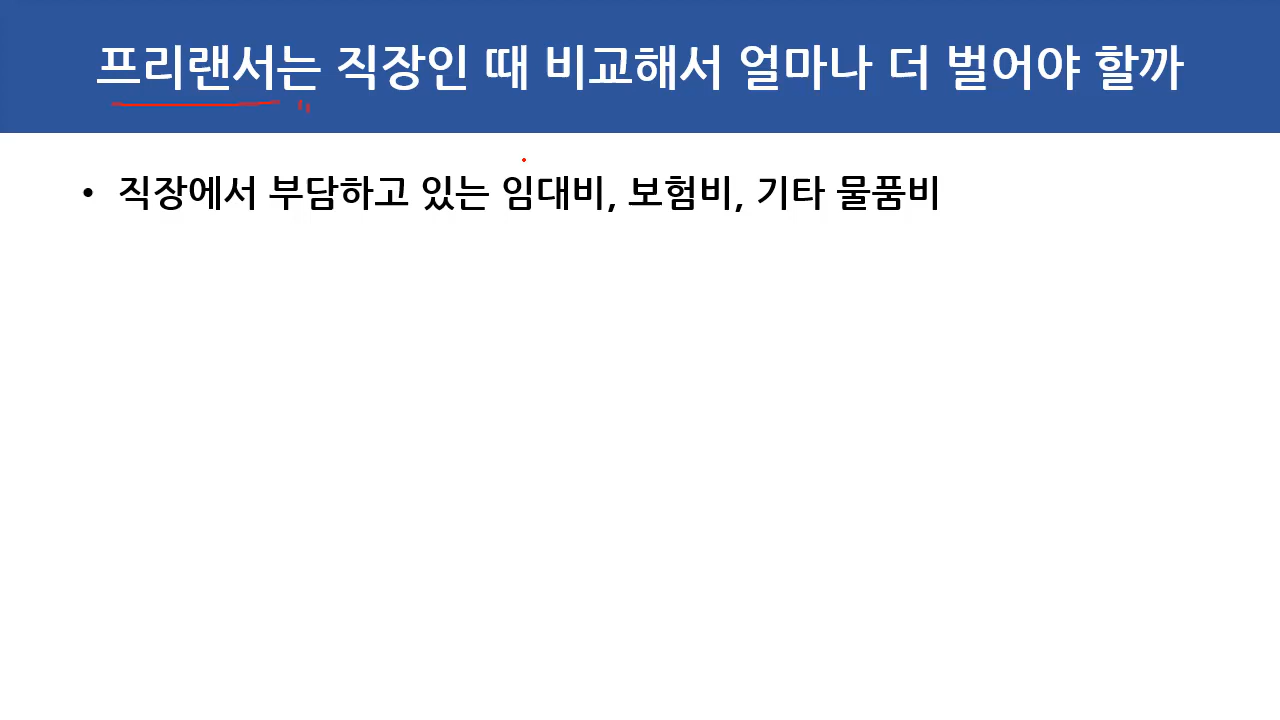 프리랜서는 직장인 때 비교해서 얼마나 더 벌어야 할까
• 직장에서 부담하고 있는 임대비, 보험비, 기타 물품비